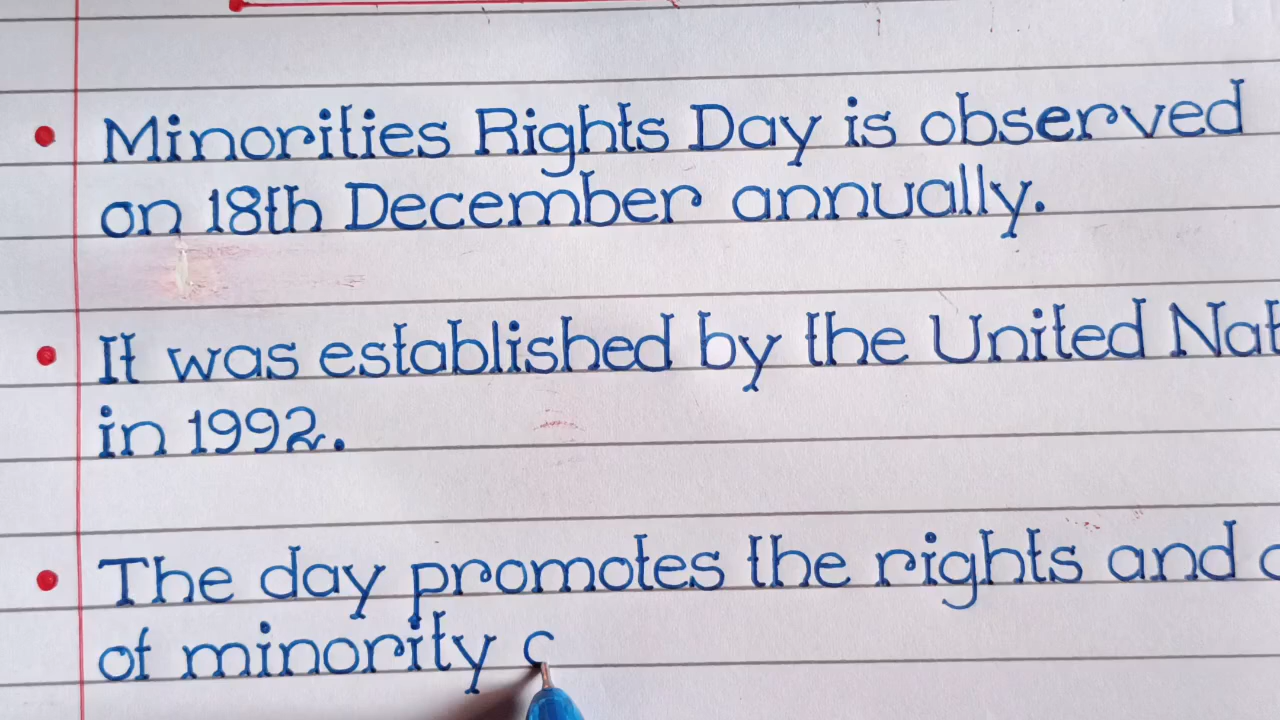 Minorities Rights Day is observed
on 18th December annually.
It was established by the United Nat
in 1992.
The day promotes the rights and
of minority